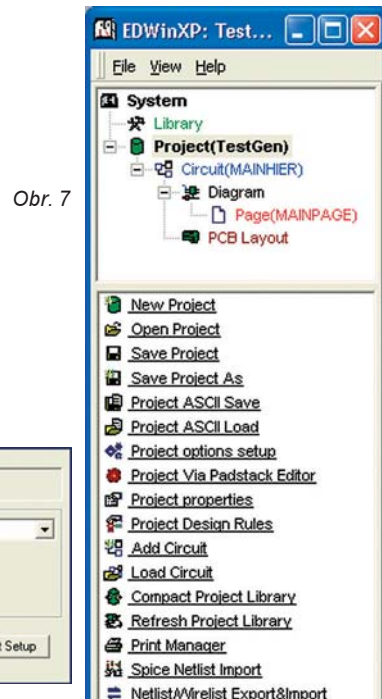 EDWinXP: Test...
File View Help
System
Library
Project(TestGen)
Circuit(MAINHIER)
Obr. 7
Diagram
Page(MAINPAGE)
PCB Layout
New Project
Open Project
Save Project
Save Project As
Project ASCII Save
Project ASCII Load
Project options setup
Project Via Padstack Editor
Project properties
Project Design Rules
Add Circuit
Load Circuit
Compact Project Library
Refresh Project Library
Setup
Print Manager
Spice Netlist Import
Netlist/Wirelist Export&Import